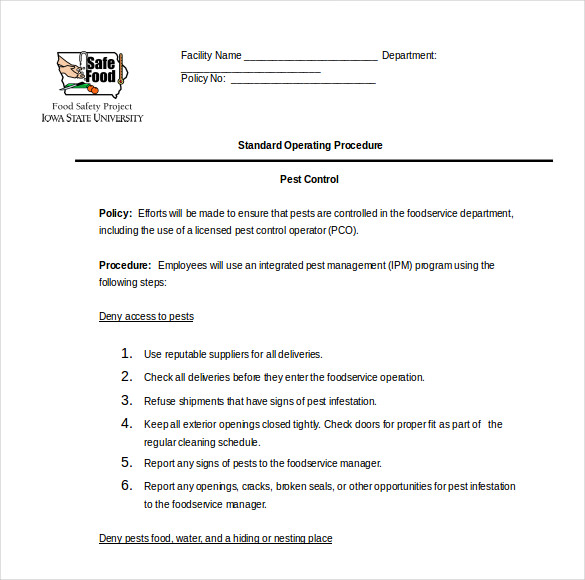 Safe
Food
Food Safety Project
IOWA STATE UNIVERSITY
Facility Name ________________________ Department:
_________________________
Policy No: __________________________
Standard Operating Procedure
Pest Control
Policy: Efforts will be made to ensure that pests are controlled in the foodservice department,
including the use of a licensed pest control operator (PCO).
Procedure: Employees will use an integrated pest management (IPM) program using the
following steps:
Deny access to pests
1. Use reputable suppliers for all deliveries.
2. Check all deliveries before they enter the foodservice operation.
3. Refuse shipments that have signs of pest infestation.
4. Keep all exterior openings closed tightly. Check doors for proper fit as part of the
regular cleaning schedule.
5. Report any signs of pests to the foodservice manager.
6. Report any openings, cracks, broken seals, or other opportunities for pest infestation
to the foodservice manager.
Deny pests food, water, and a hiding or nesting place